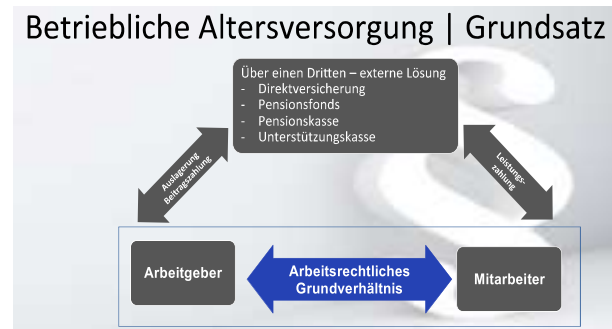 Betriebliche Altersversorgung | Grundsatz
Über einen Dritten – externe Lösung
- Direktversicherung
- Pensionsfonds
- Pensionskasse
- Unterstützungskasse
Auslagerung
Beitragszahlung
Leistungs-
zahlung
Arbeitgeber
Arbeitsrechtliches
Grundverhältnis
Mitarbeiter